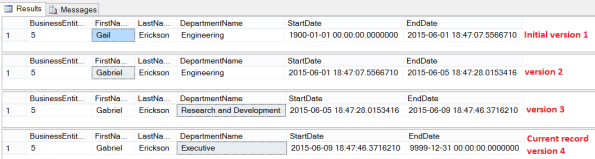 Results Messages
BusinessEntit... FirstNa... LastNa... DepartmentName StartDate EndDate
1 5 Gail Erickson Engineering 1900-01-01 00:00:00.0000000 2015-06-01 18:47:07.5566710 Initial version 1
BusinessEntit... FirstNa... LastNa... DepartmentName StartDate EndDate
1 5 Gabriel Erickson Engineering 2015-06-01 18:47:07.5566710 2015-06-05 18:47:28.0153416 version 2
BusinessEntit... FirstNa... LastNa... DepartmentName StartDate EndDate
1 5 Gabriel Erickson Research and Development 2015-06-05 18:47:28.0153416 2015-06-09 18:47:46.3716210 version 3
BusinessEntit... FirstNa... LastNa... DepartmentName StartDate EndDate Current record
1 5 Gabriel Erickson Executive 2015-06-09 18:47:46.3716210 9999-12-31 00:00:00.0000000 version 4